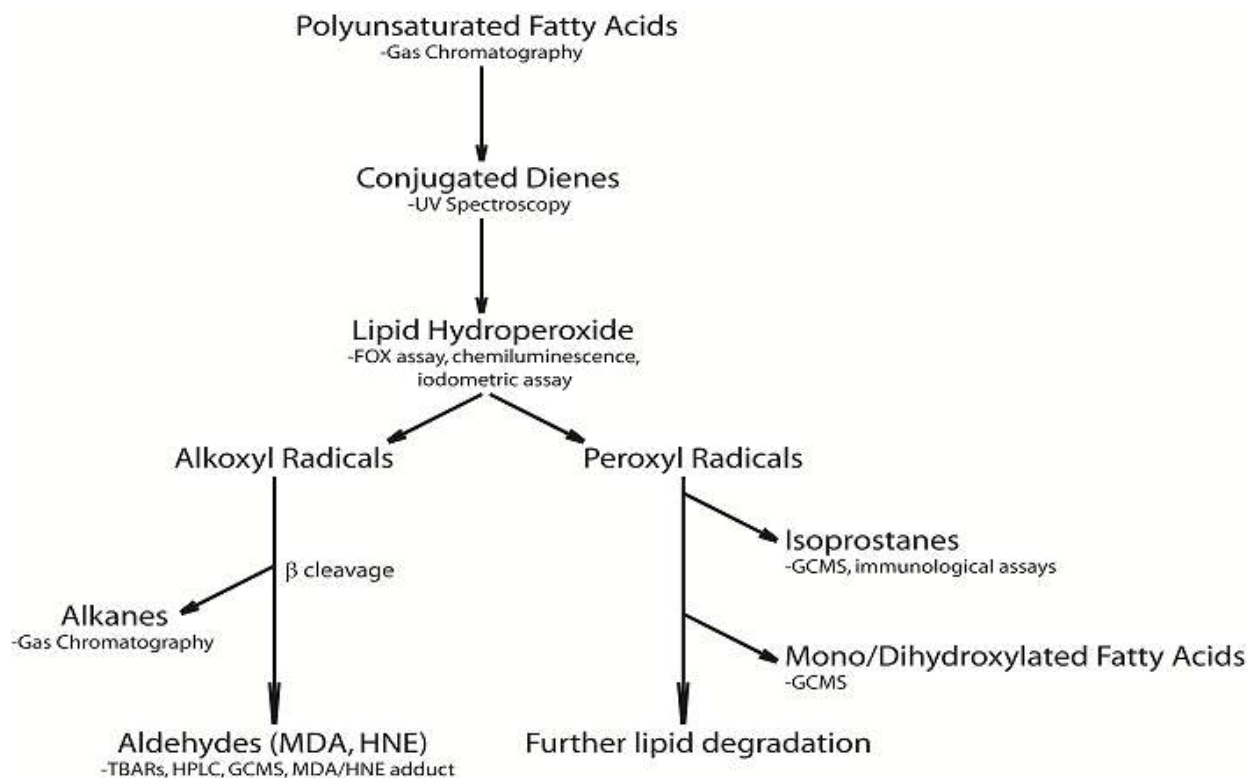 Polyunsaturated Fatty Acids
-Gas Chromatography
Conjugated Dienes
-UV Spectroscopy
Lipid Hydroperoxide
-FOX assay, chemiluminescence,
iodometric assay
Alkoxyl Radicals
Peroxyl Radicals
Isoprostanes
-GCMS, immunological assays
β cleavage
Alkanes
-Gas Chromatography
Mono/Dihydroxylated Fatty Acids
-GCMS
Aldehydes (MDA, HNE)
-TBARs, HPLC, GCMS, MDA/HNE adduct
Further lipid degradation